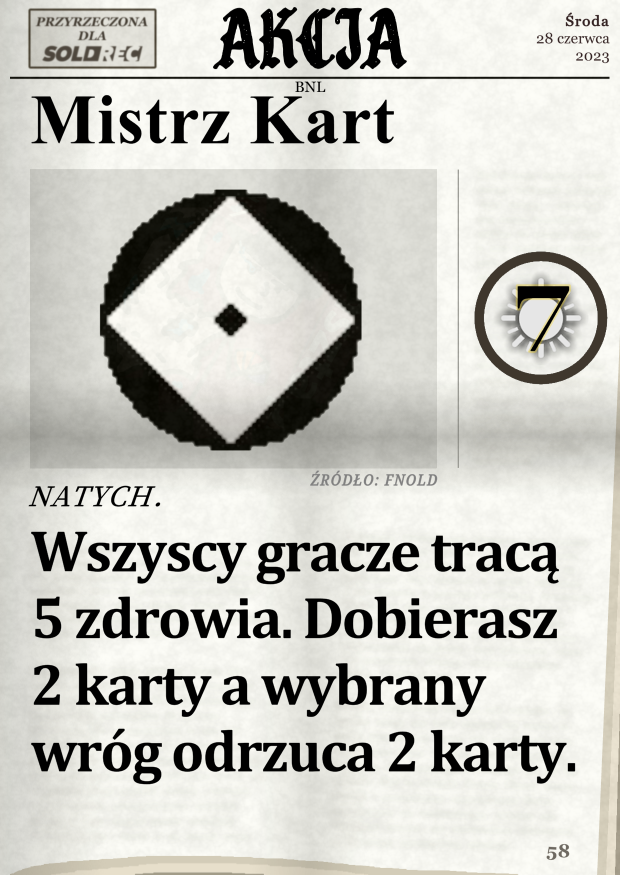 PRZYRZECZONA
DLA
SOLDREC
AKCJA
Środa
28 czerwca
2023
BNL
Mistrz Kart
7
ŹRÓDŁO: FNOLD
NATYCH.
Wszyscy gracze tracą
5 zdrowia. Dobierasz
2 karty a wybrany
wróg odrzuca 2 karty.
58